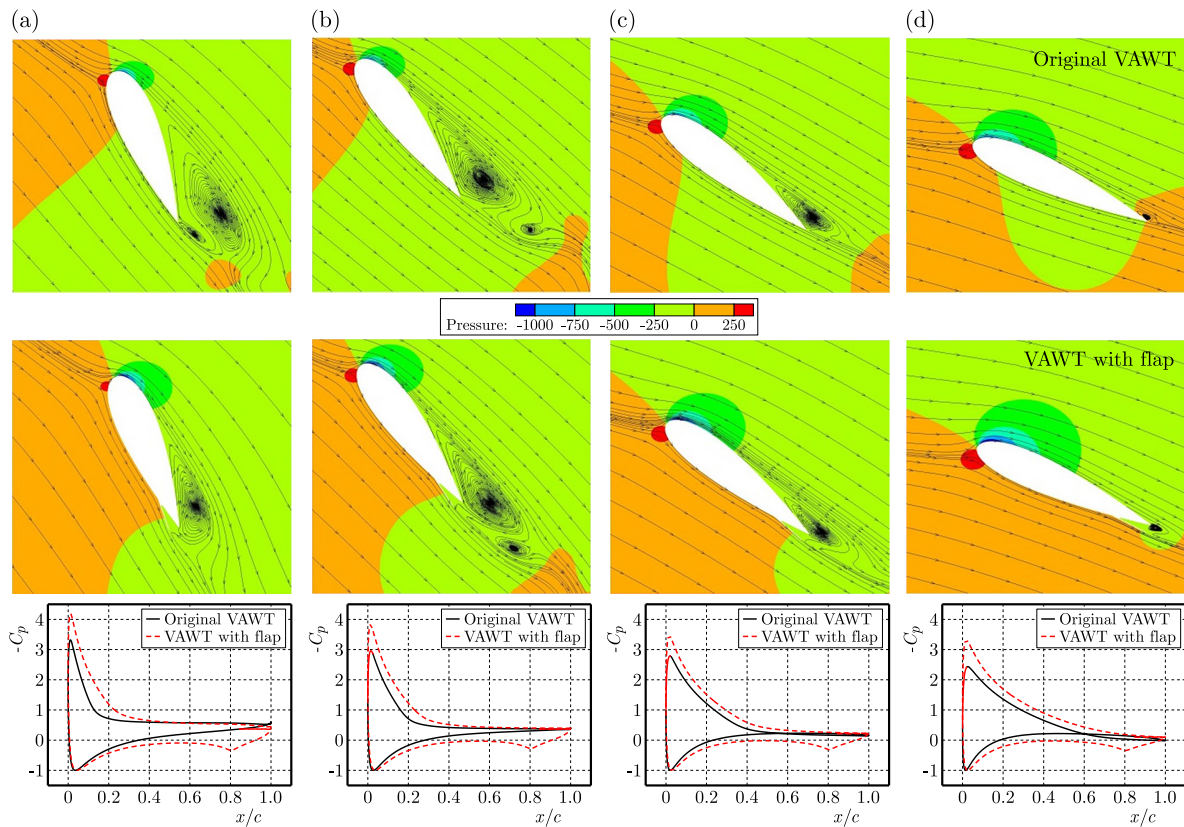 (a) (b) (c) (d)
Original VAWT
Pressure: -1000 -750 -500 -250 0 250
VAWT with flap
-Cp
4
3
2
1
0
-1
Original VAWT
VAWT with flap
0 0.2 0.4 0.6 0.8 1.0
x/c
-Cp
4
3
2
1
0
-1
Original VAWT
VAWT with flap
0 0.2 0.4 0.6 0.8 1.0
x/c
-Cp
4
3
2
1
0
-1
Original VAWT
VAWT with flap
0 0.2 0.4 0.6 0.8 1.0
x/c
-Cp
4
3
2
1
0
-1
Original VAWT
VAWT with flap
0 0.2 0.4 0.6 0.8 1.0
x/c